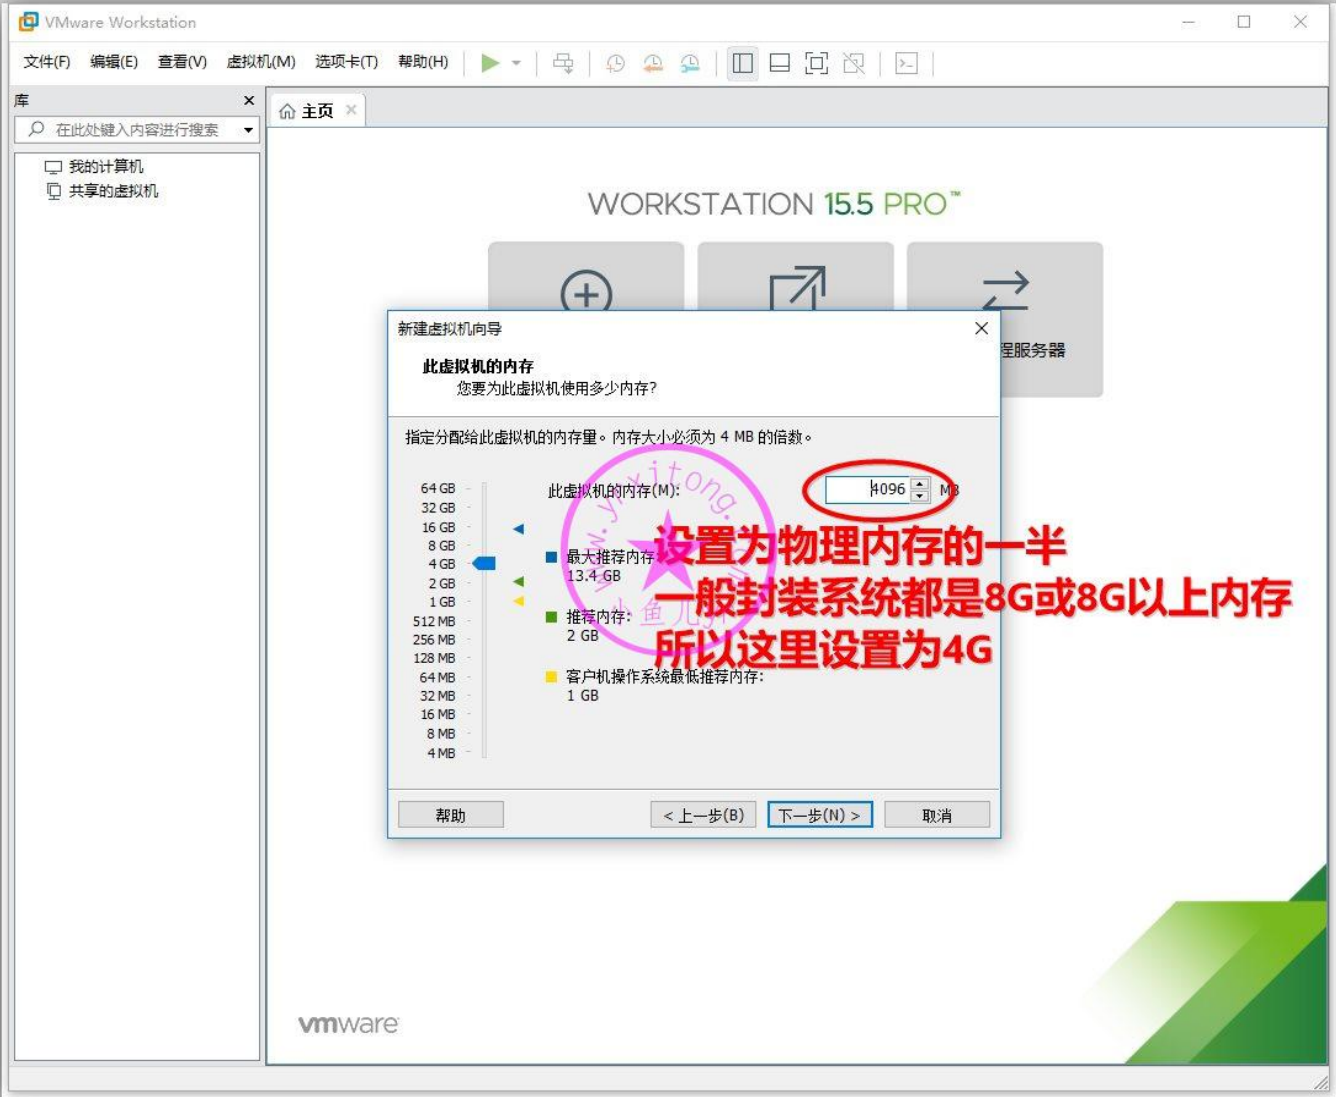 VMware Workstation
文件(F) 编辑(E) 查看(V) 虚拟机(M) 选项卡(T) 帮助(H)
库
主页
在此处键入内容进行搜索
我的计算机
共享的虚拟机
WORKSTATION 15.5 PRO™
程服务器
新建虚拟机向导
此虚拟机的内存
您要为此虚拟机使用多少内存?
指定分配给此虚拟机的内存量。内存大小必须为 4 MB 的倍数。
64 GB
32 GB
16 GB
8 GB
4 GB
2 GB
1 GB
512 MB
256 MB
128 MB
64 MB
32 MB
16 MB
8 MB
4 MB
此虚拟机的内存(M):
4096
MB
最大推荐内存
13.4 GB
推荐内存:
2 GB
客户机操作系统最低推荐内存:
1 GB
设置为物理内存的一半
一般封装系统都是8G或8G以上内存
所以这里设置为4G
帮助
< 上一步(B)
下一步(N) >
取消
vmware